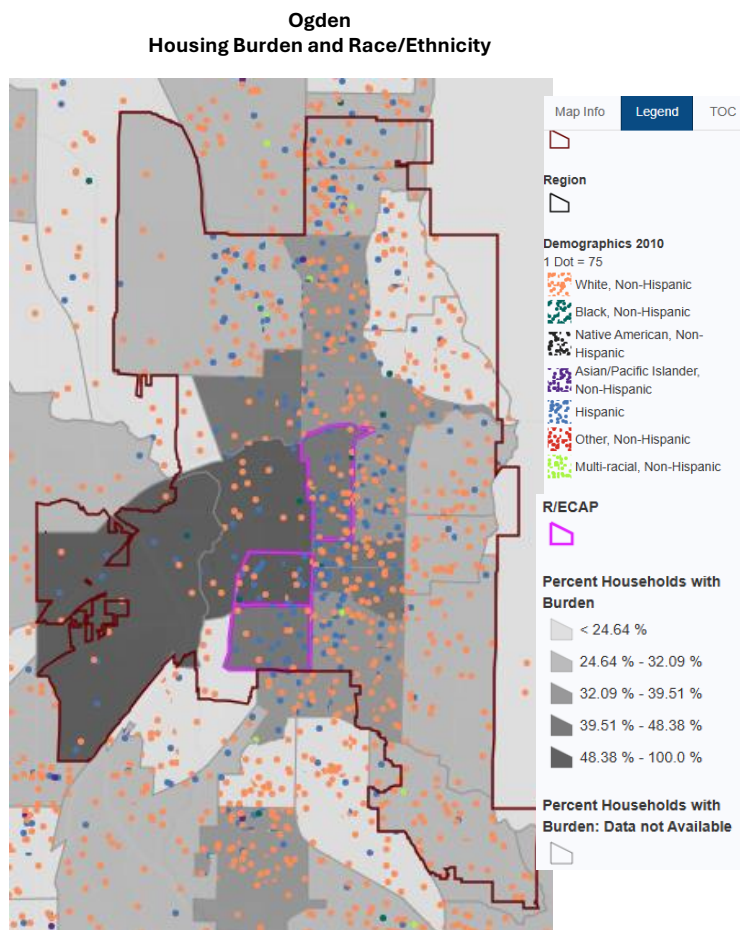 Ogden
Housing Burden and Race/Ethnicity
Map Info
Legend
TOC
Region
Demographics 2010
1 Dot = 75
White, Non-Hispanic
Black, Non-Hispanic
Native American, Non-
Hispanic
Asian/Pacific Islander,
Non-Hispanic
Hispanic
Other, Non-Hispanic
Multi-racial, Non-Hispanic
R/ECAP
Percent Households with
Burden
< 24.64 %
24.64 % - 32.09 %
32.09 % - 39.51 %
39.51 % - 48.38 %
48.38 % - 100.0 %
Percent Households with
Burden: Data not Available